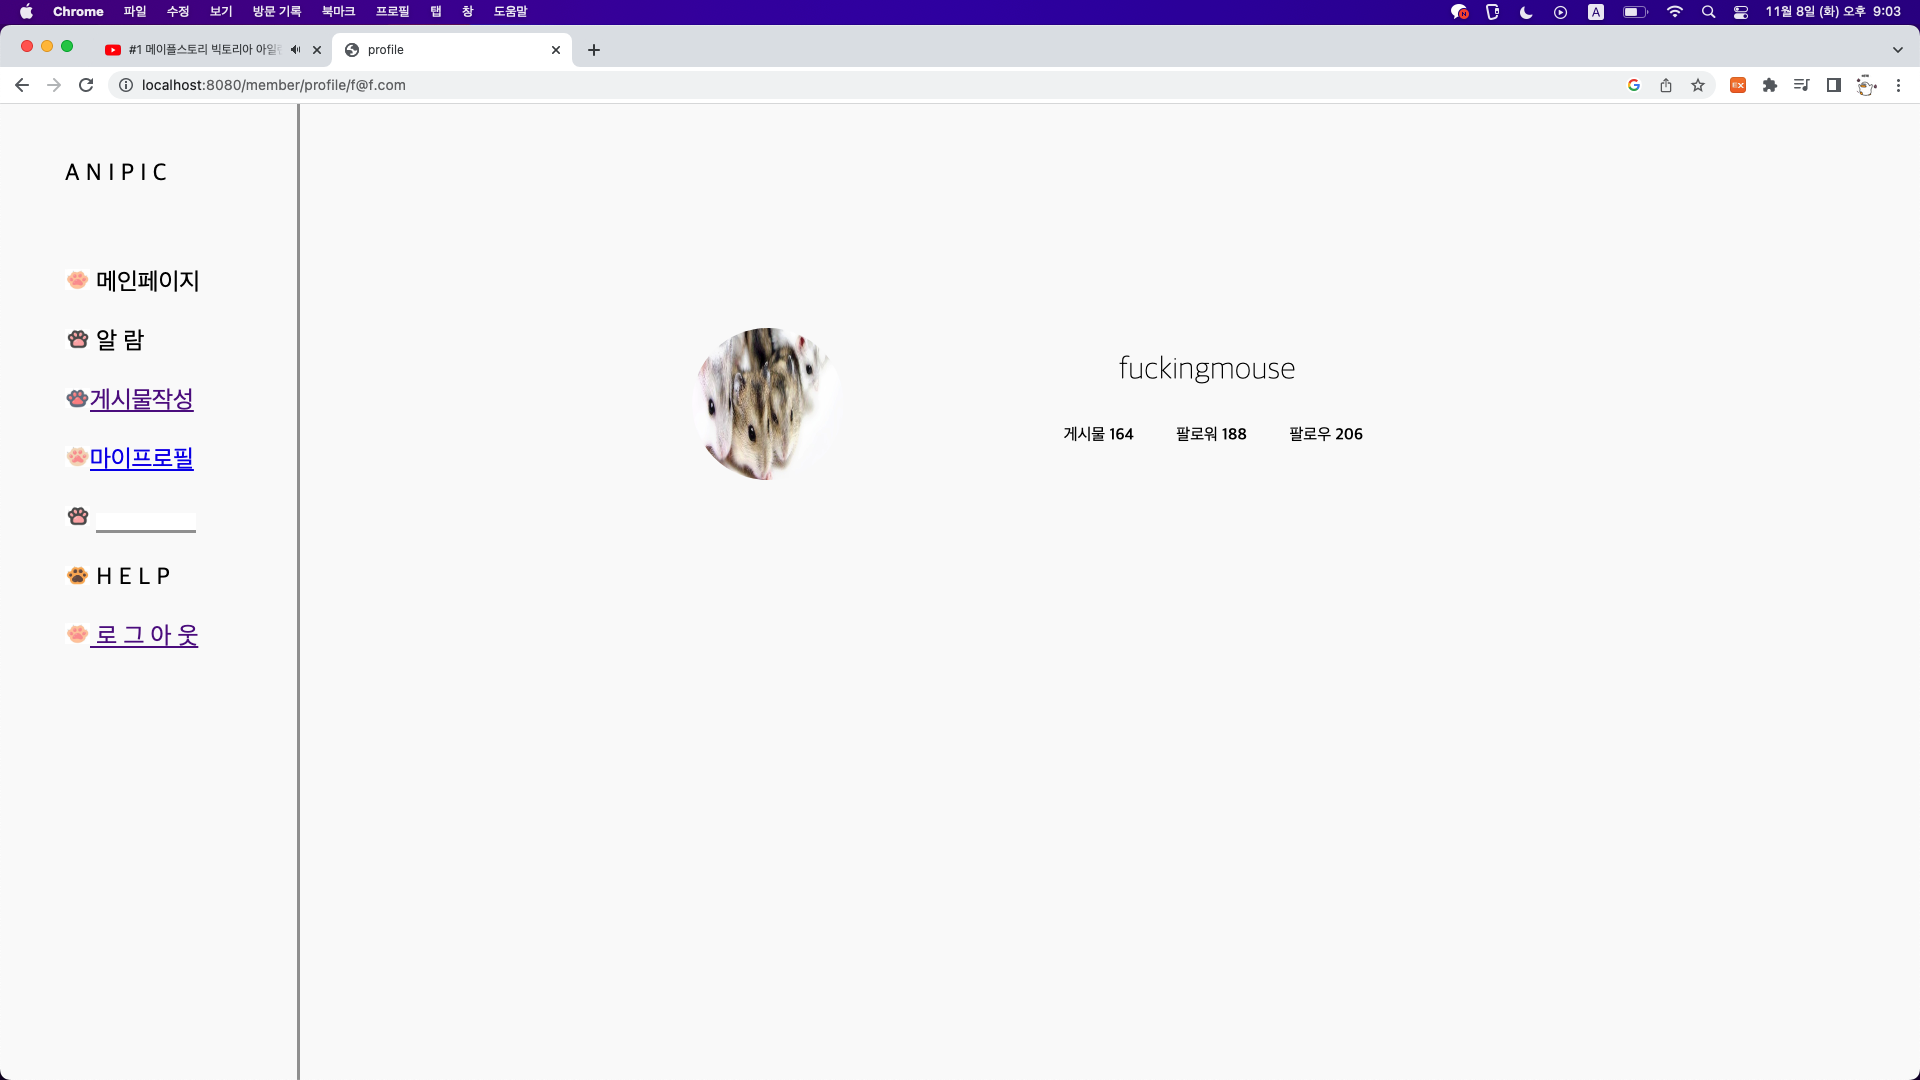 Chrome 파일 수정 보기 방문 기록 북마크 프로필 탭 창 도움말 A 11월 8일 (화) 오후 9:03
#1 메이플스토리 빅토리아 아일 profile
localhost:8080/member/profile/f@f.com
A N I P I C
메인페이지
알 람
게시물작성
마이프로필
H E L P
로 그 아 웃
fuckingmouse
게시물 164 팔로워 188 팔로우 206